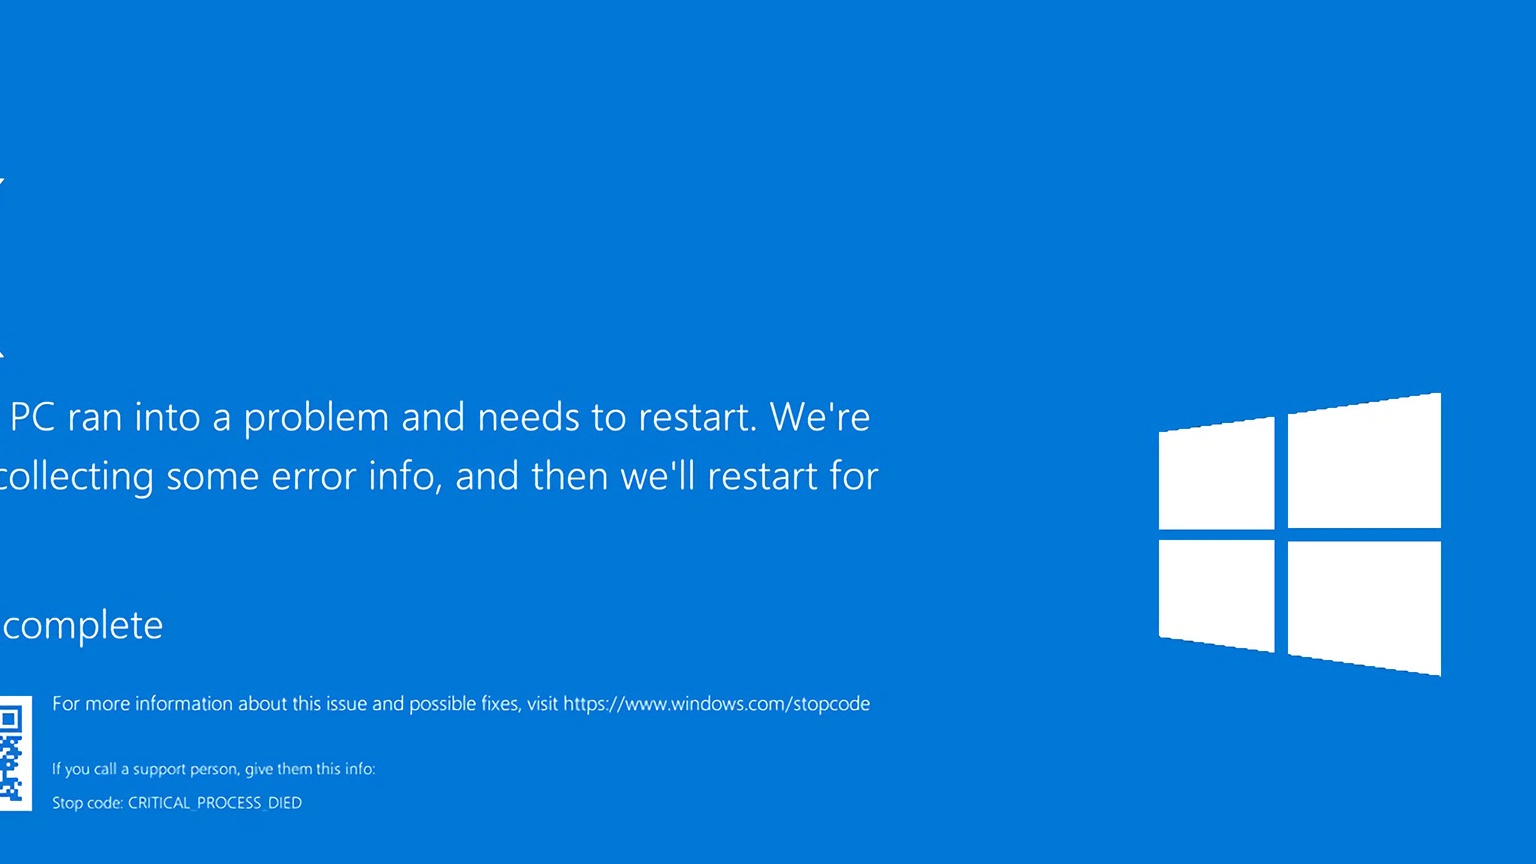 PC ran into a problem and needs to restart. We're
collecting some error info, and then we'll restart for
complete
For more information about this issue and possible fixes, visit https://www.windows.com/stopcode
If you call a support person, give them this info:
Stop code: CRITICAL_PROCESS_DIED